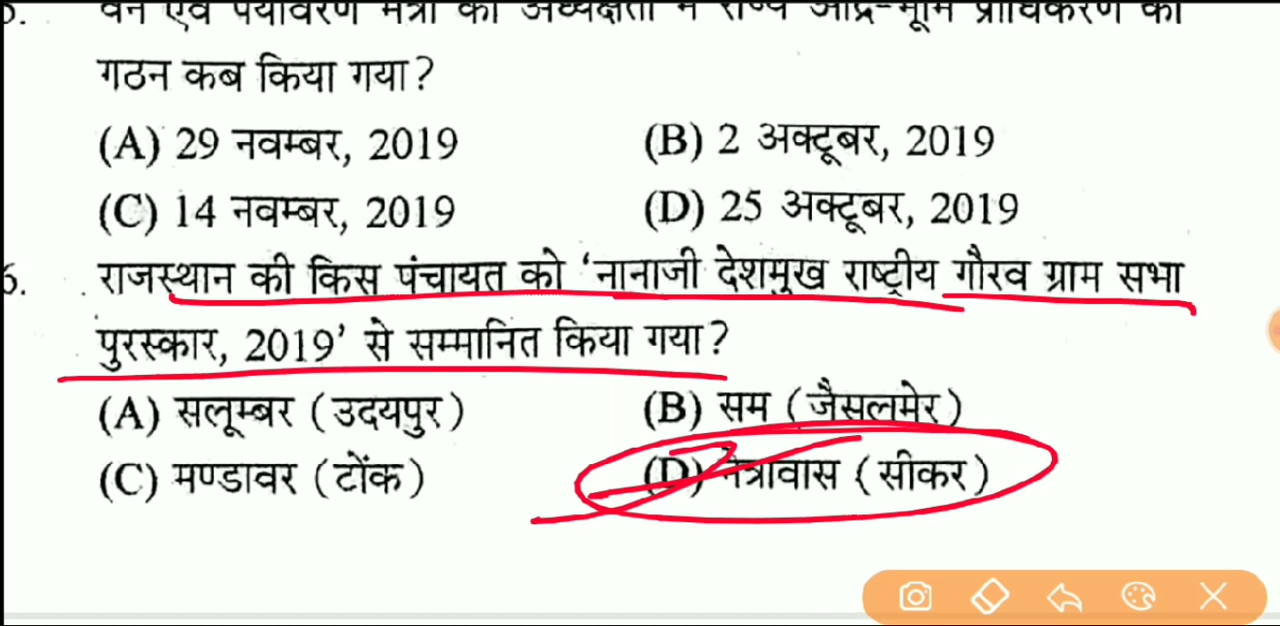 गठन कब किया गया?
(A) 29 नवम्बर, 2019 (B) 2 अक्टूबर, 2019
(C) 14 नवम्बर, 2019 (D) 25 अक्टूबर, 2019
राजस्थान की किस पंचायत को ‘नानाजी देशमुख राष्ट्रीय गौरव ग्राम सभा
पुरस्कार, 2019’ से सम्मानित किया गया?
(A) सलूम्बर (उदयपुर) (B) सम (जैसलमेर)
(C) मण्डावर (टोंक) (D) (सीकर)